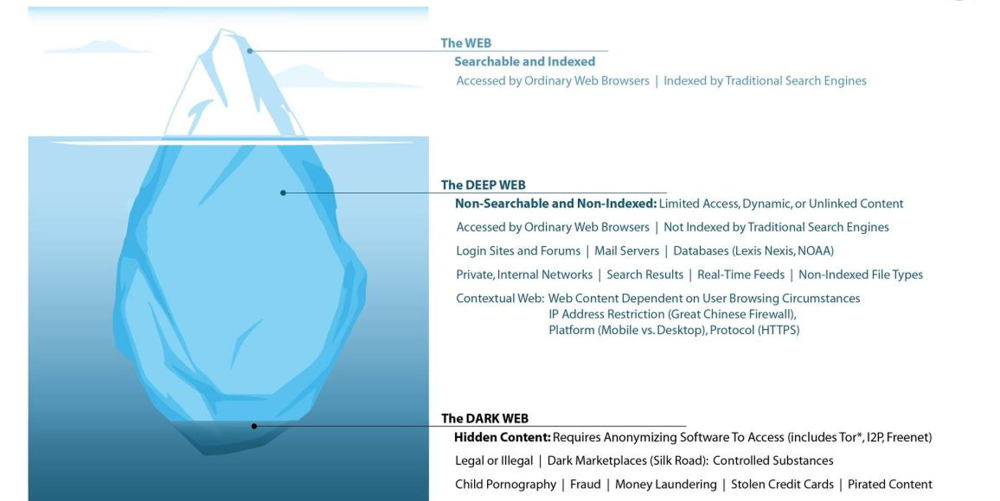 The WEB
Searchable and Indexed
Accessed by Ordinary Web Browsers | Indexed by Traditional Search Engines
The DEEP WEB
Non-Searchable and Non-Indexed: Limited Access, Dynamic, or Unlinked Content
Accessed by Ordinary Web Browsers | Not Indexed by Traditional Search Engines
Login Sites and Forums | Mail Servers | Databases (Lexis Nexis, NOAA)
Private, Internal Networks | Search Results | Real-Time Feeds | Non-Indexed File Types
Contextual Web: Web Content Dependent on User Browsing Circumstances
IP Address Restriction (Great Chinese Firewall),
Platform (Mobile vs. Desktop), Protocol (HTTPS)
The DARK WEB
Hidden Content: Requires Anonymizing Software To Access (includes Tor*, I2P, Freenet)
Legal or Illegal | Dark Marketplaces (Silk Road): Controlled Substances
Child Pornography | Fraud | Money Laundering | Stolen Credit Cards | Pirated Content